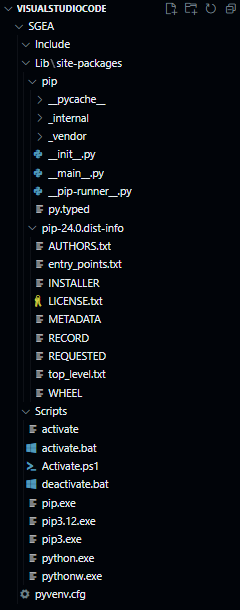 VISUALSTUDIOCODE
SGEA
Include
Lib\site-packages
pip
__pycache__
_internal
_vendor
__init__.py
__main__.py
__pip-runner__.py
py.typed
pip-24.0.dist-info
AUTHORS.txt
entry_points.txt
INSTALLER
LICENSE.txt
METADATA
RECORD
REQUESTED
top_level.txt
WHEEL
Scripts
activate
activate.bat
Activate.ps1
deactivate.bat
pip.exe
pip3.12.exe
pip3.exe
python.exe
pythonw.exe
pyvenv.cfg